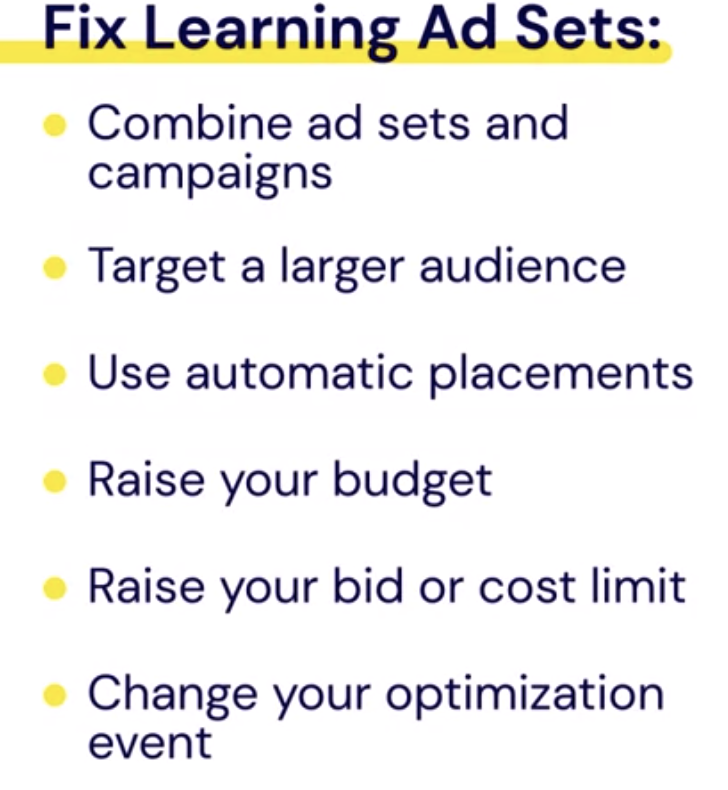 Fix Learning Ad Sets:
Combine ad sets and
campaigns
Target a larger audience
Use automatic placements
Raise your budget
Raise your bid or cost limit
Change your optimization
event